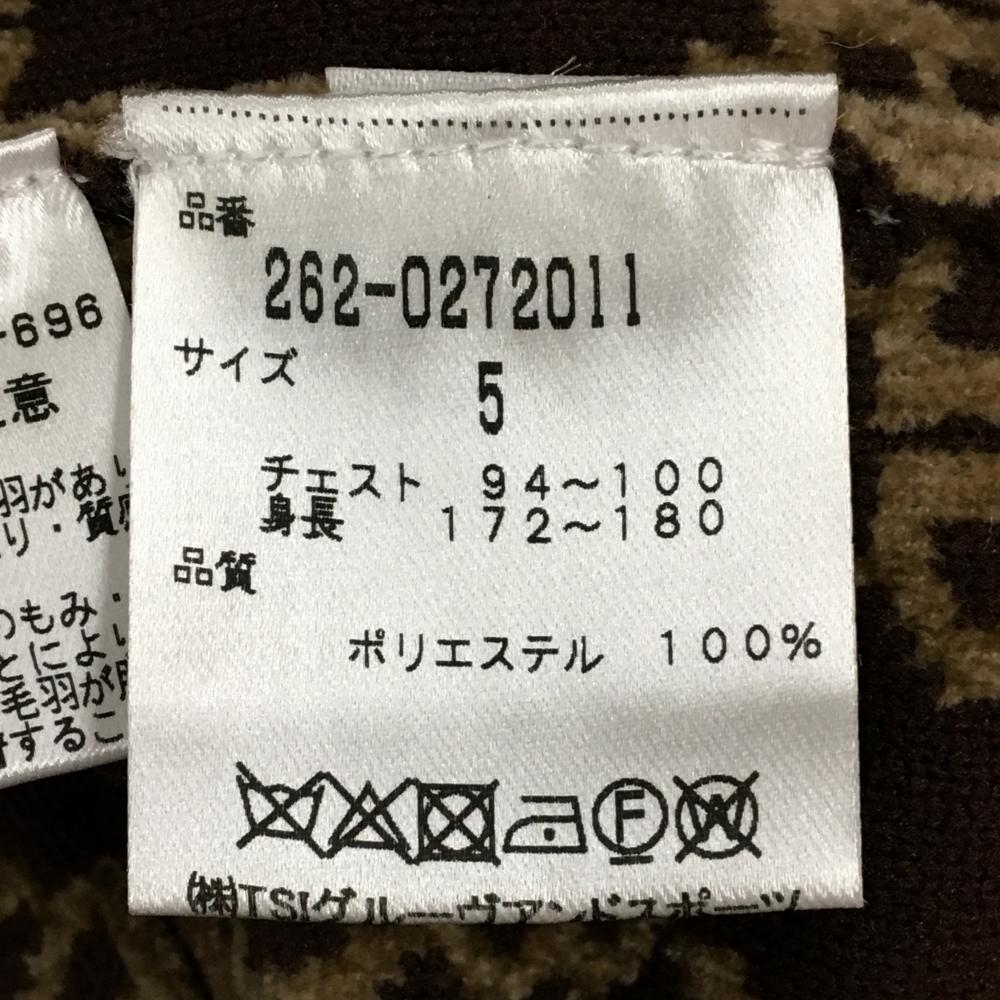 品番
262-0272011
サイズ
5
チェスト 94～100
身長 172～180
品質
ポリエステル 100%
F
W
㈱TSIグルーヴアンドスポーツ
-696
意
羽があ
り・質
のもみ・
とによい
毛羽が
するこ